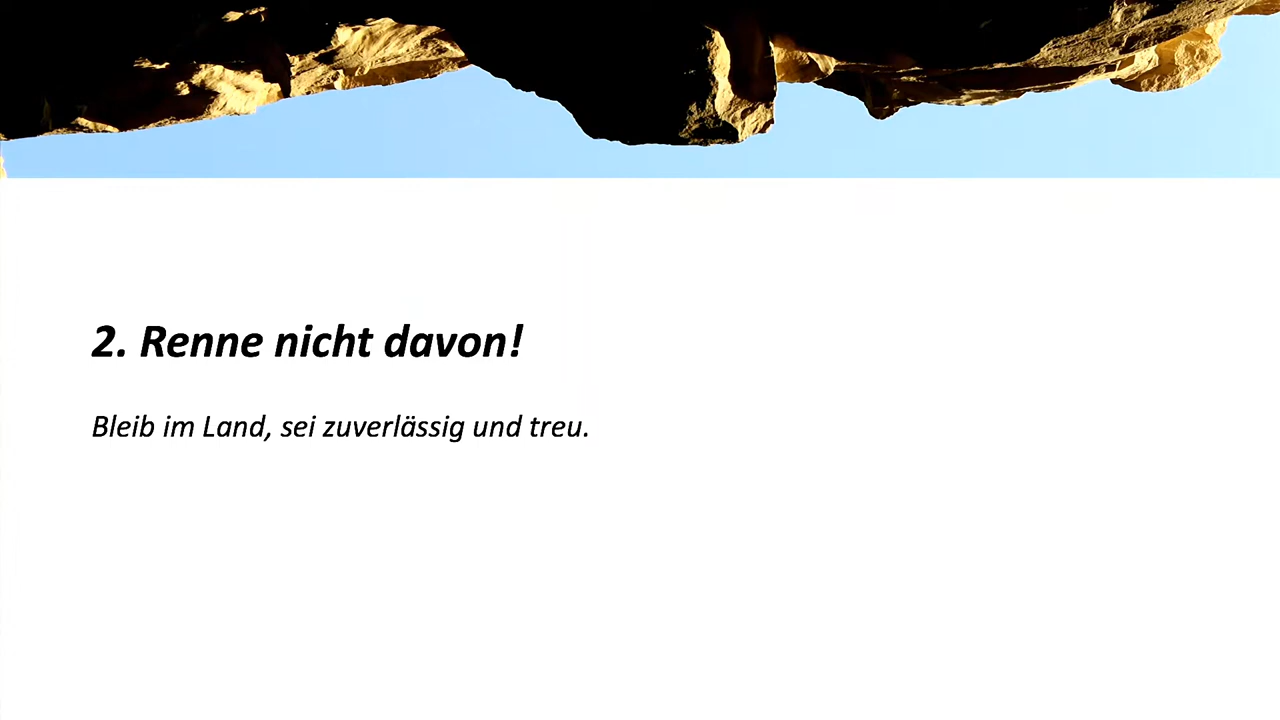 2. Renne nicht davon!
Bleib im Land, sei zuverlässig und treu.